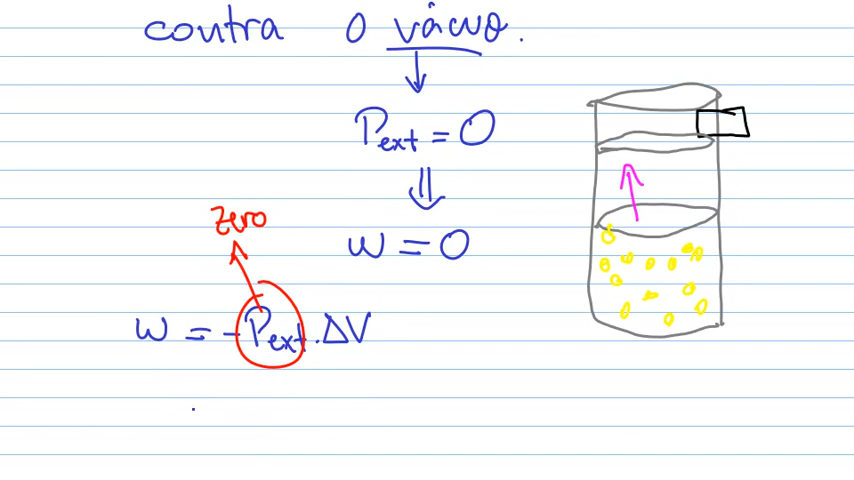 contra o vácuo.
Pext = 0
zero
w = 0
w = -Pext . ΔV